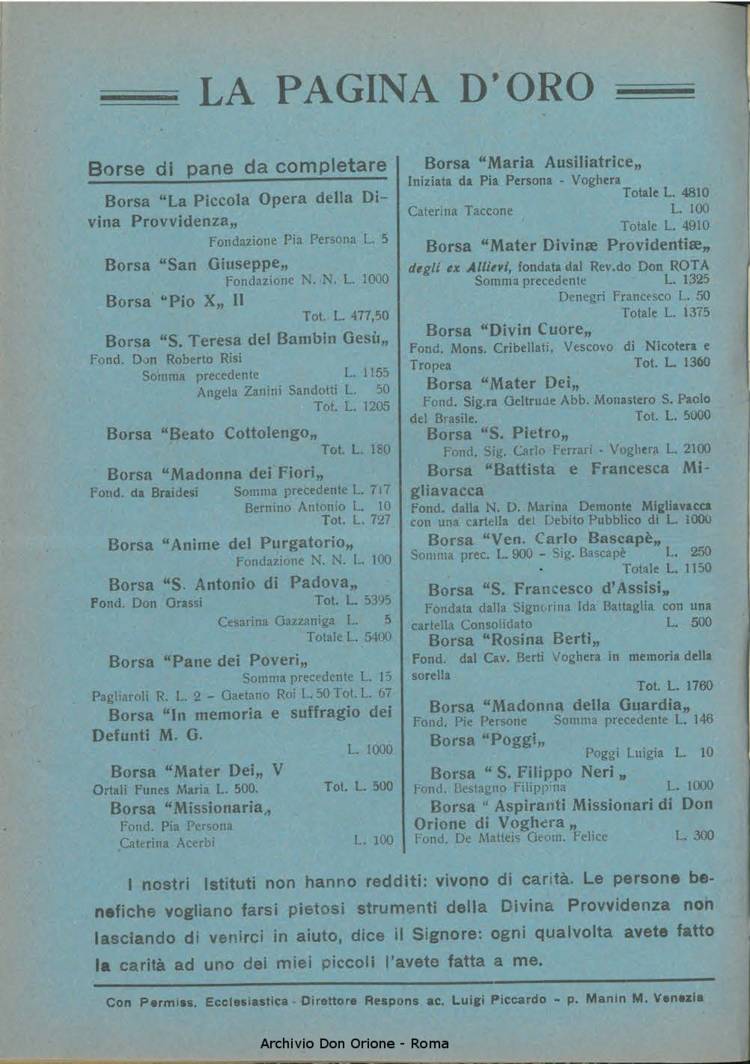 LA PAGINA D'ORO
Borse di pane da completare
Borsa "La Piccola Opera della Di-
vina Provvidenza„
Fondazione Pia Persona L. 5
Borsa "San Giuseppe„
Fondazione N. N. L. 1000
Borsa "Pio X„ II
Tot. L. 477,50
Borsa "S. Teresa del Bambin Gesù„
Fond. Don Roberto Risi
Somma precedente L. 1155
Angela Zanini Sandotti L. 50
Tot. L. 1205
Borsa "Beato Cottolengo„
Tot. L. 180
Borsa "Madonna dei Fiori„
Fond. da Braidesi Somma precedente L. 717
Bernino Antonio L. 10
Tot. L. 727
Borsa "Anime del Purgatorio„
Fondazione N. N. L. 100
Borsa "S. Antonio di Padova„
Fond. Don Grassi Tot. L. 5395
Cesarina Gazzaniga L. 5
Totale L. 5400
Borsa "Pane dei Poveri„
Somma precedente L. 15
Pagliaroli R. L. 2 - Gaetano Roi L. 50 Tot. L. 67
Borsa "In memoria e suffragio dei
Defunti M. G.
L. 1000
Borsa "Mater Dei„ V
Ortali Funes Maria L. 500. Tot. L. 500
Borsa "Missionaria„
Fond. Pia Persona
Caterina Acerbi L. 100
Borsa "Maria Ausiliatrice„
Iniziata da Pia Persona - Voghera
Totale L. 4810
Caterina Taccone L. 100
Totale L. 4910
Borsa "Mater Divinæ Providentiæ„
degli ex Allievi, fondata dal Rev.do Don ROTA
Somma precedente L. 1325
Denegri Francesco L. 50
Totale L. 1375
Borsa "Divin Cuore„
Fond. Mons. Cribellati, Vescovo di Nicotera e
Tropea Tot. L. 1360
Borsa "Mater Dei„
Fond. Sig.ra Geltrude Abb. Monastero S. Paolo
del Brasile. Tot. L. 5000
Borsa "S. Pietro„
Fond. Sig. Carlo Ferrari - Voghera L. 2100
Borsa "Battista e Francesca Mi-
gliavacca
Fond. dalla N. D. Marina Demonte Migliavacca
con una cartella del Debito Pubblico di L. 1000
Borsa "Ven. Carlo Bascapè„
Somma prec. L. 900 - Sig. Bascapè L. 250
Totale L. 1150
Borsa "S. Francesco d'Assisi„
Fondata dalla Signorina Ida Battaglia con una
cartella Consolidato L. 500
Borsa "Rosina Berti„
Fond. dal Cav. Berti Voghera in memoria della
sorella
Tot. L. 1760
Borsa "Madonna della Guardia„
Fond. Pie Persone Somma precedente L. 146
Borsa "Poggi„
Poggi Luigia L. 10
Borsa " S. Filippo Neri „
Fond. Bestagno Filippina L. 1000
Borsa " Aspiranti Missionari di Don
Orione di Voghera „
Fond. De Matteis Geom. Felice L. 300
I nostri Istituti non hanno redditi: vivono di carità. Le persone be-
nefiche vogliano farsi pietosi strumenti della Divina Provvidenza non
lasciando di venirci in aiuto, dice il Signore: ogni qualvolta avete fatto
la carità ad uno dei miei piccoli l'avete fatta a me.
Con Permiss. Ecclesiastica - Direttore Respons ac. Luigi Piccardo - p. Manin M. Venezia
Archivio Don Orione - Roma